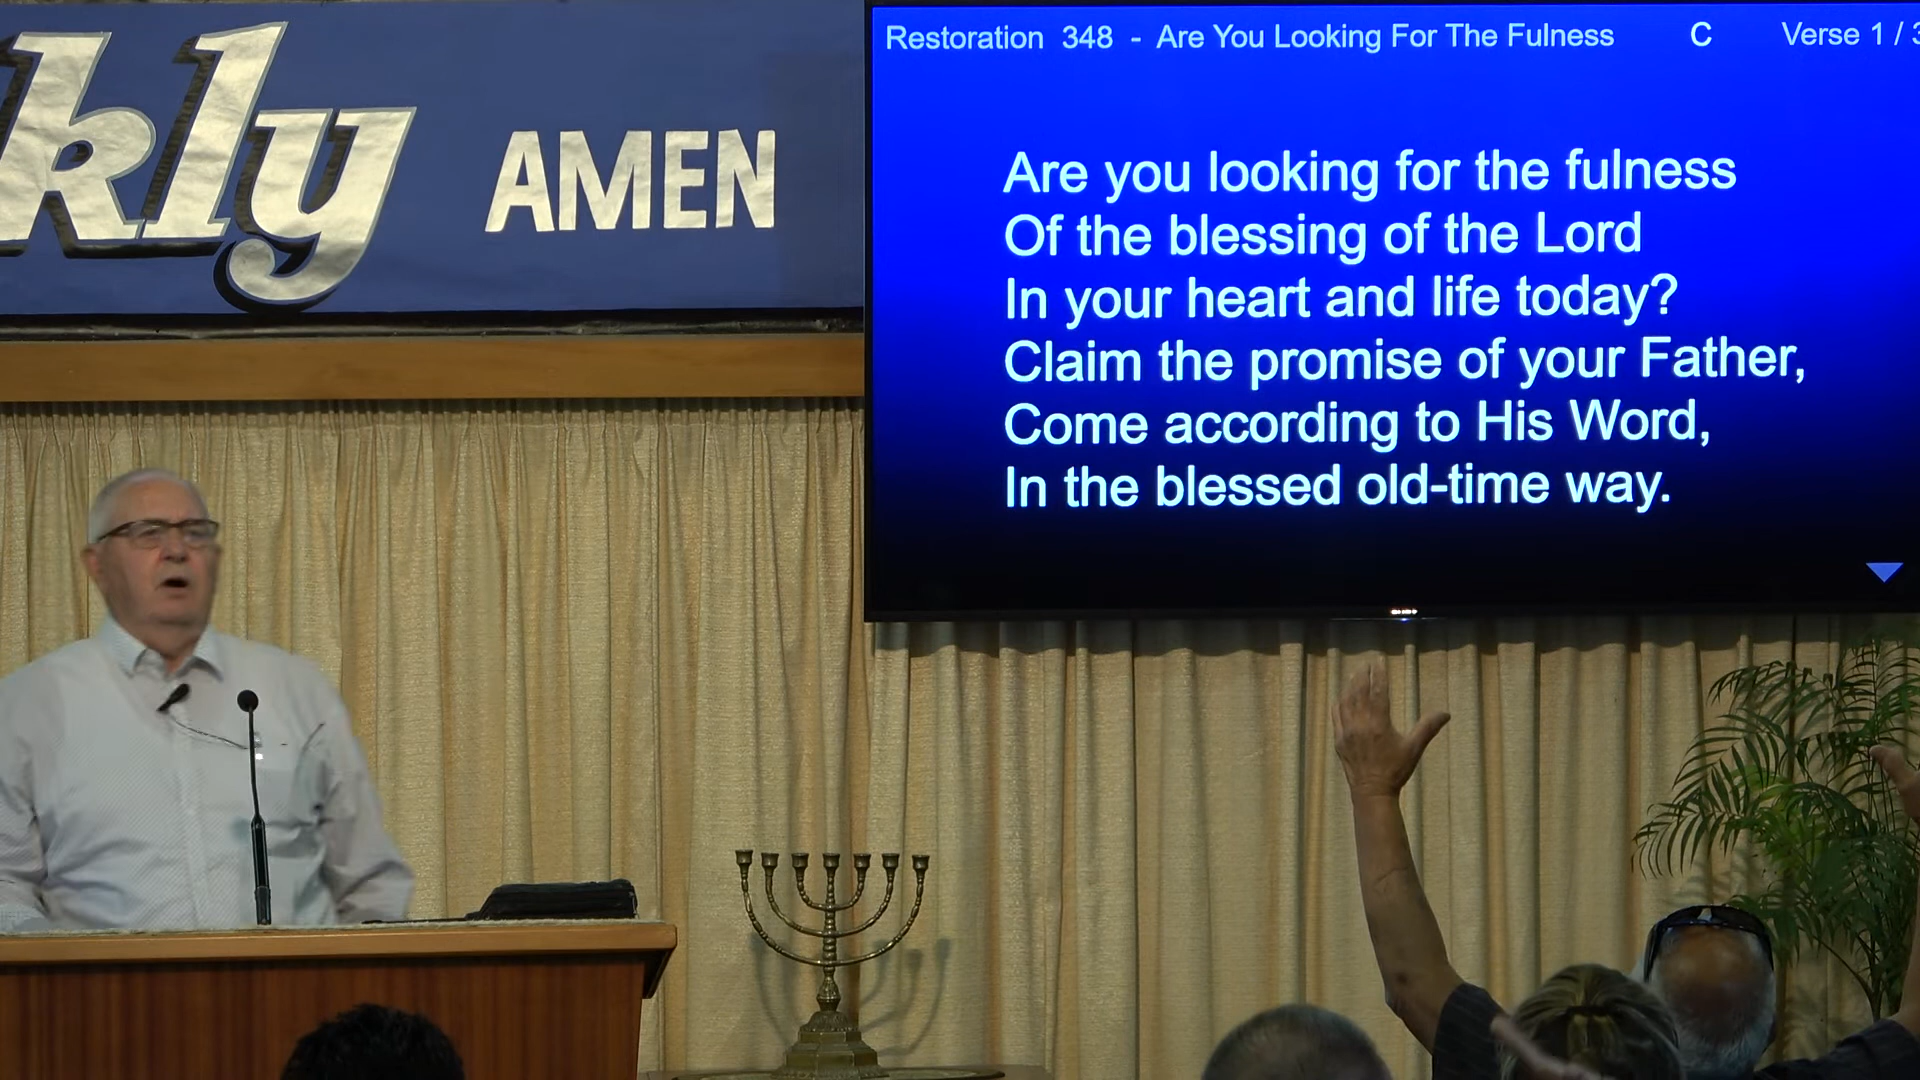 kly AMEN
Restoration 348 - Are You Looking For The Fulness C Verse 1 / 3
Are you looking for the fulness
Of the blessing of the Lord
In your heart and life today?
Claim the promise of your Father,
Come according to His Word,
In the blessed old-time way.